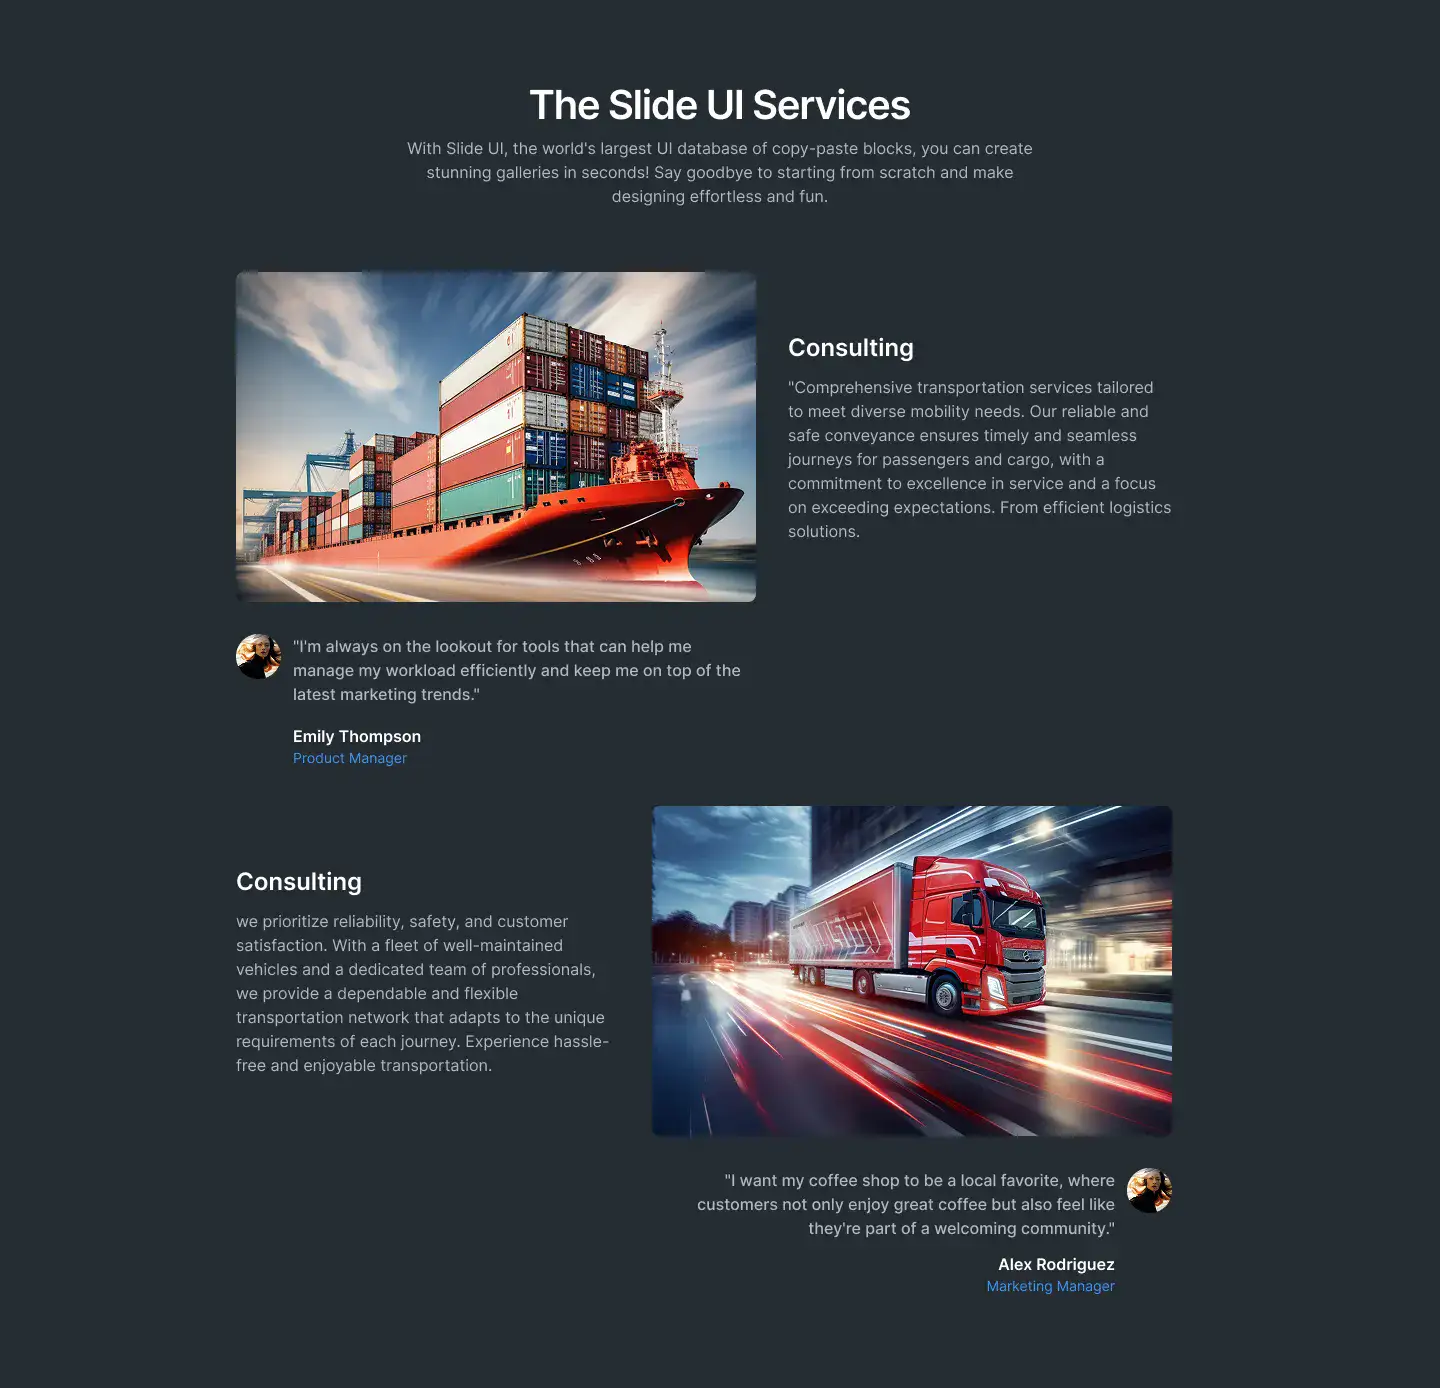 The Slide UI Services
With Slide UI, the world's largest UI database of copy-paste blocks, you can create
stunning galleries in seconds! Say goodbye to starting from scratch and make
designing effortless and fun.
Consulting
"Comprehensive transportation services tailored
to meet diverse mobility needs. Our reliable and
safe conveyance ensures timely and seamless
journeys for passengers and cargo, with a
commitment to excellence in service and a focus
on exceeding expectations. From efficient logistics
solutions.
"I'm always on the lookout for tools that can help me
manage my workload efficiently and keep me on top of the
latest marketing trends."
Emily Thompson
Product Manager
Consulting
we prioritize reliability, safety, and customer
satisfaction. With a fleet of well-maintained
vehicles and a dedicated team of professionals,
we provide a dependable and flexible
transportation network that adapts to the unique
requirements of each journey. Experience hassle-
free and enjoyable transportation.
"I want my coffee shop to be a local favorite, where
customers not only enjoy great coffee but also feel like
they're part of a welcoming community."
Alex Rodriguez
Marketing Manager